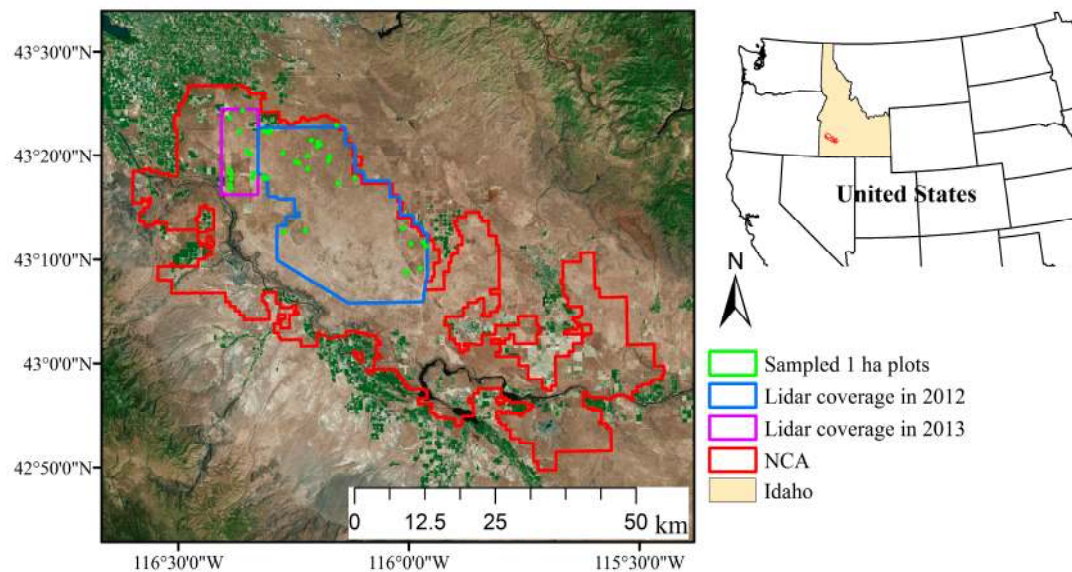 43°30'0"N
43°20'0"N
43°10'0"N
43°0'0"N
42°50'0"N
116°30'0"W
116°0'0"W
115°30'0"W
0
12.5
25
50
km
United States
N
Sampled 1 ha plots
Lidar coverage in 2012
Lidar coverage in 2013
NCA
Idaho